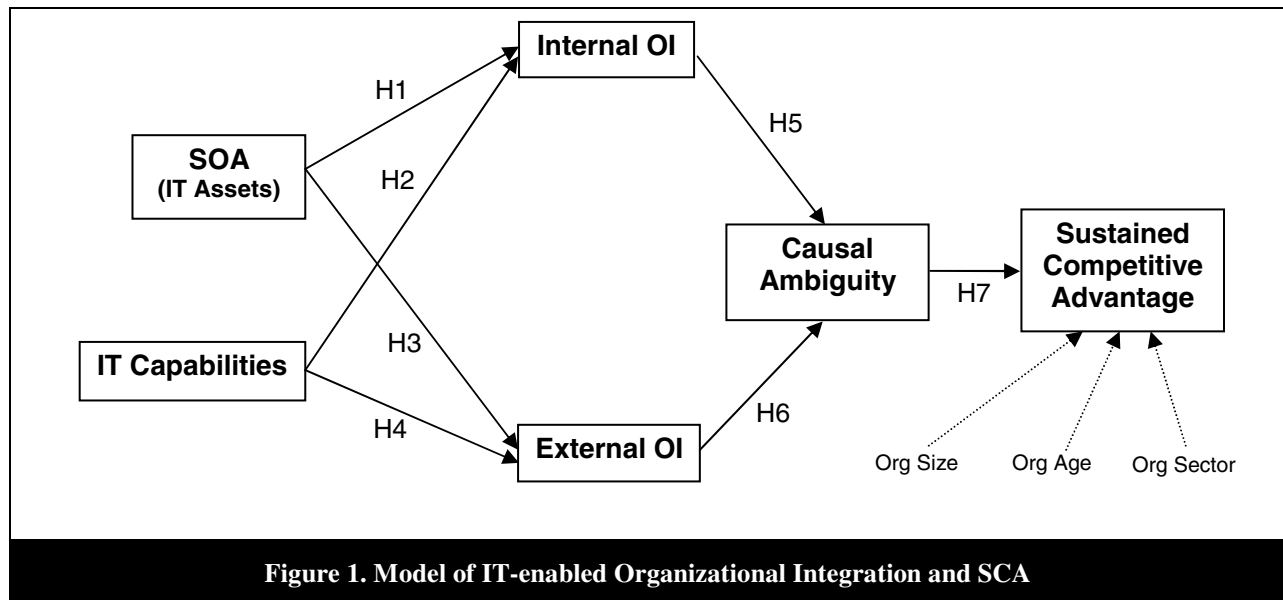 Internal OI
H1
H5
SOA
(IT Assets)
H2
Causal
Ambiguity
Sustained
Competitive
Advantage
H7
H3
IT Capabilities
H4
H6
External OI
Org Size
Org Age
Org Sector
Figure 1. Model of IT-enabled Organizational Integration and SCA